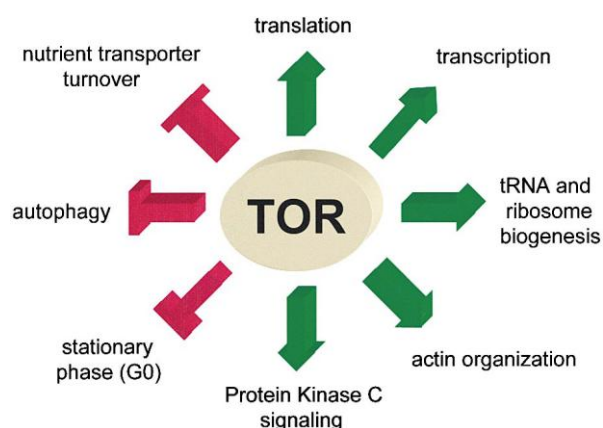 translation
nutrient transporter
turnover
transcription
autophagy
TOR
tRNA and
ribosome
biogenesis
stationary
phase (G0)
actin organization
Protein Kinase C
signaling